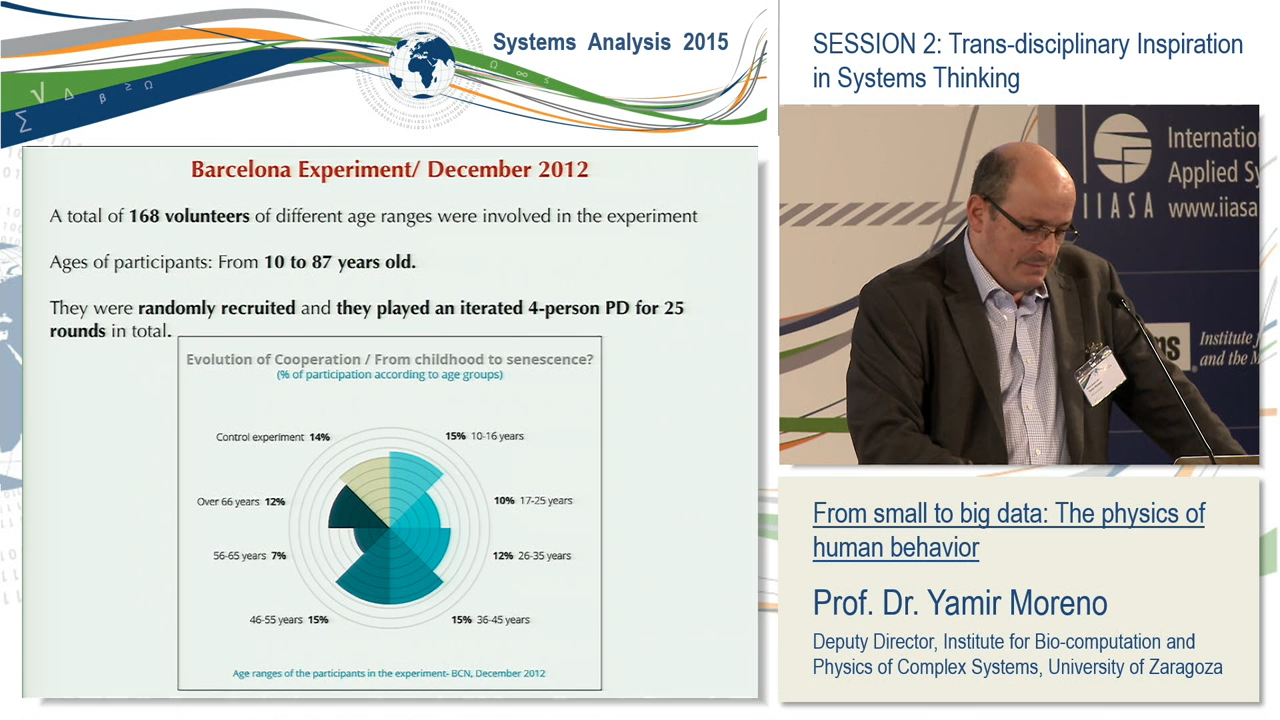 Systems Analysis 2015
Barcelona Experiment/ December 2012
A total of 168 volunteers of different age ranges were involved in the experiment
Ages of participants: From 10 to 87 years old.
They were randomly recruited and they played an iterated 4-person PD for 25
rounds in total.
Evolution of Cooperation / From childhood to senescence?
(% of participation according to age groups)
Control experiment 14%
15% 10-16 years
Over 66 years 12%
10% 17-25 years
56-65 years 7%
12% 26-35 years
46-55 years 15%
15% 36-45 years
Age ranges of the participants in the experiment- BCN, December 2012
SESSION 2: Trans-disciplinary Inspiration
in Systems Thinking
IIASA
Internatio
Applied Sy
www.iiasa
ms
Institute f
and the M
From small to big data: The physics of
human behavior
Prof. Dr. Yamir Moreno
Deputy Director, Institute for Bio-computation and
Physics of Complex Systems, University of Zaragoza